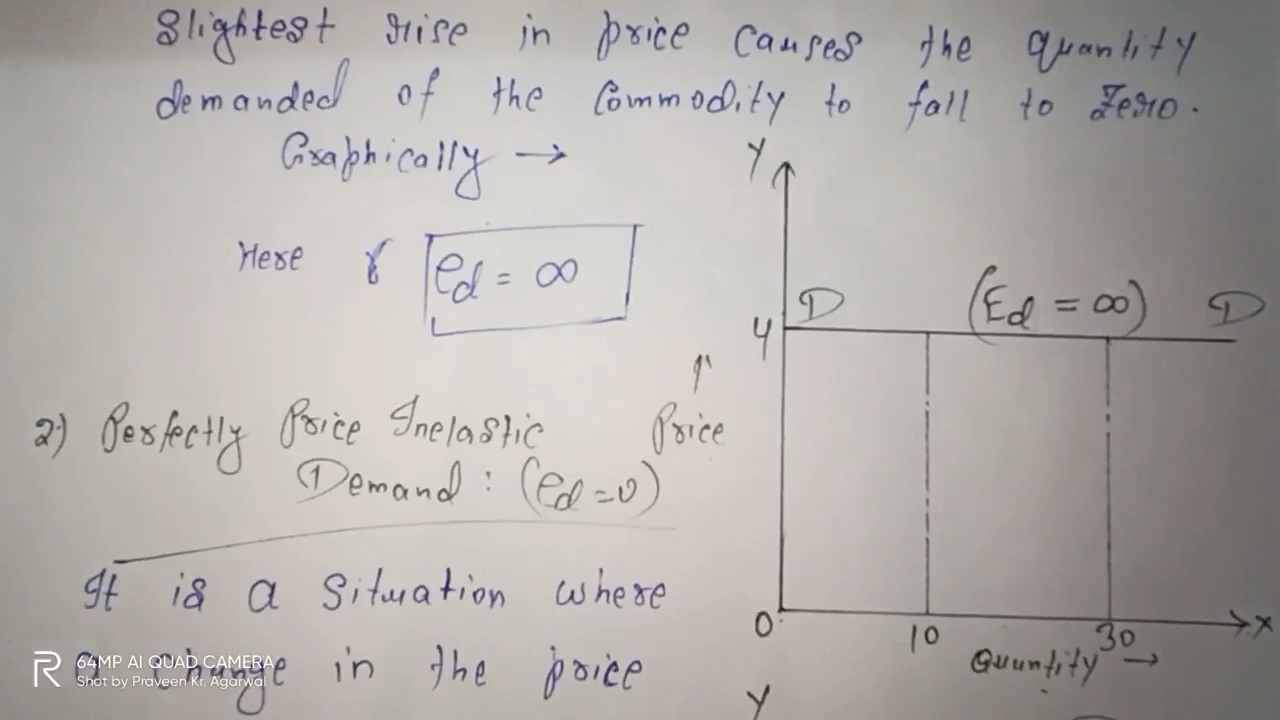 Slightest rise in price causes the quantity
demanded of the Commodity to fall to Zero.
Graphically →
Here ed = ∞
Y
D (Ed = ∞) D
4
Price
2) Perfectly Price Inelastic
Demand : (ed = 0)
It is a situation where
a change in the price
0 10 30 X
Quuntity →
Y
64MP AI QUAD CAMERA
Shot by Praveen Kr. Agarwal